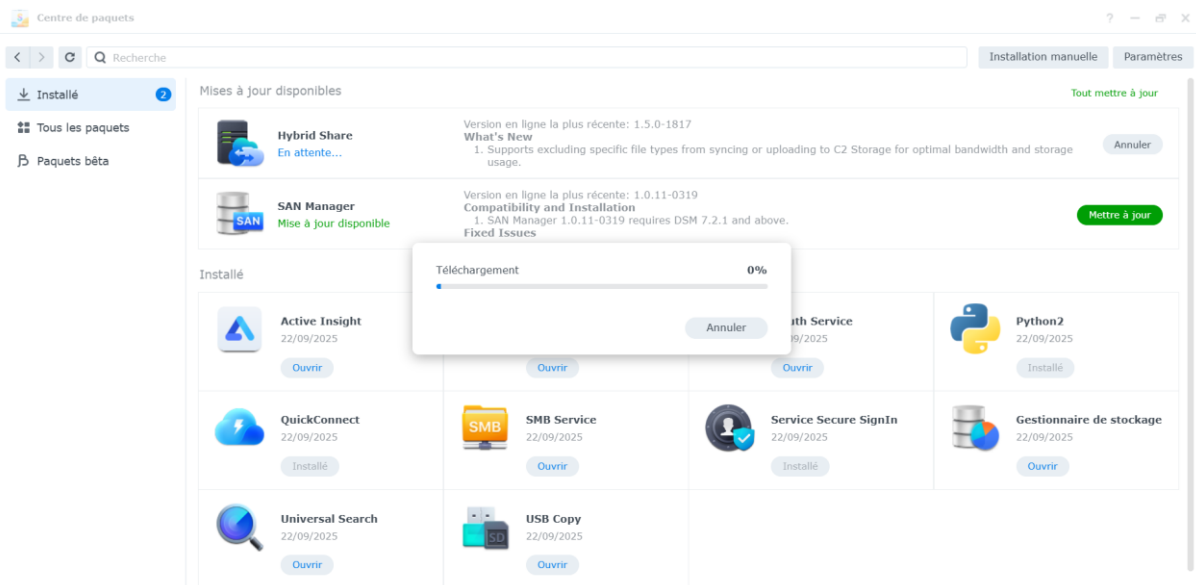 Centre de paquets
Recherche
Installation manuelle
Paramètres
Installé
2
Tous les paquets
Paquets bêta
Mises à jour disponibles
Tout mettre à jour
Hybrid Share
En attente...
Version en ligne la plus récente: 1.5.0-1817
What's New
1. Supports excluding specific file types from syncing or uploading to C2 Storage for optimal bandwidth and storage
usage.
Annuler
SAN
SAN Manager
Mise à jour disponible
Version en ligne la plus récente: 1.0.11-0319
Compatibility and Installation
1. SAN Manager 1.0.11-0319 requires DSM 7.2.1 and above.
Fixed Issues
Mettre à jour
Téléchargement
0%
Annuler
Installé
Active Insight
22/09/2025
Ouvrir
Ouvrir
Service
Ouvrir
Python2
22/09/2025
Installé
QuickConnect
22/09/2025
Installé
SMB
SMB Service
22/09/2025
Ouvrir
Service Secure SignIn
22/09/2025
Installé
Gestionnaire de stockage
22/09/2025
Ouvrir
Universal Search
22/09/2025
Ouvrir
SD
USB Copy
22/09/2025
Ouvrir